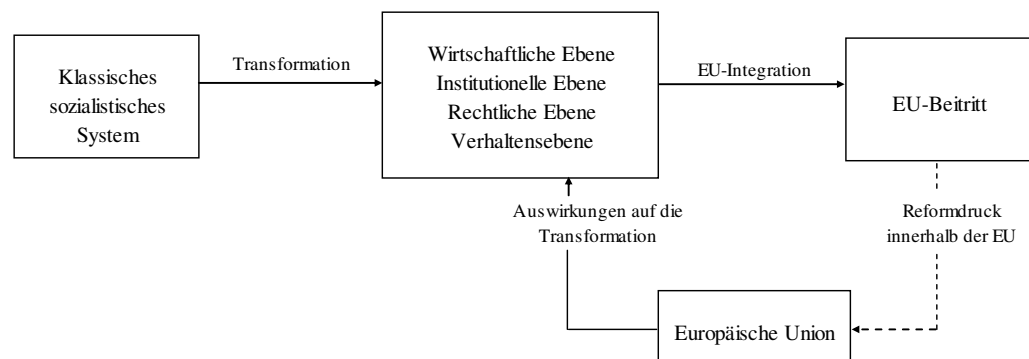 Klassisches
sozialistisches
System
Transformation
Wirtschaftliche Ebene
Institutionelle Ebene
Rechtliche Ebene
Verhaltensebene
EU-Integration
EU-Beitritt
Auswirkungen auf die
Transformation
Reformdruck
innerhalb der EU
Europäische Union